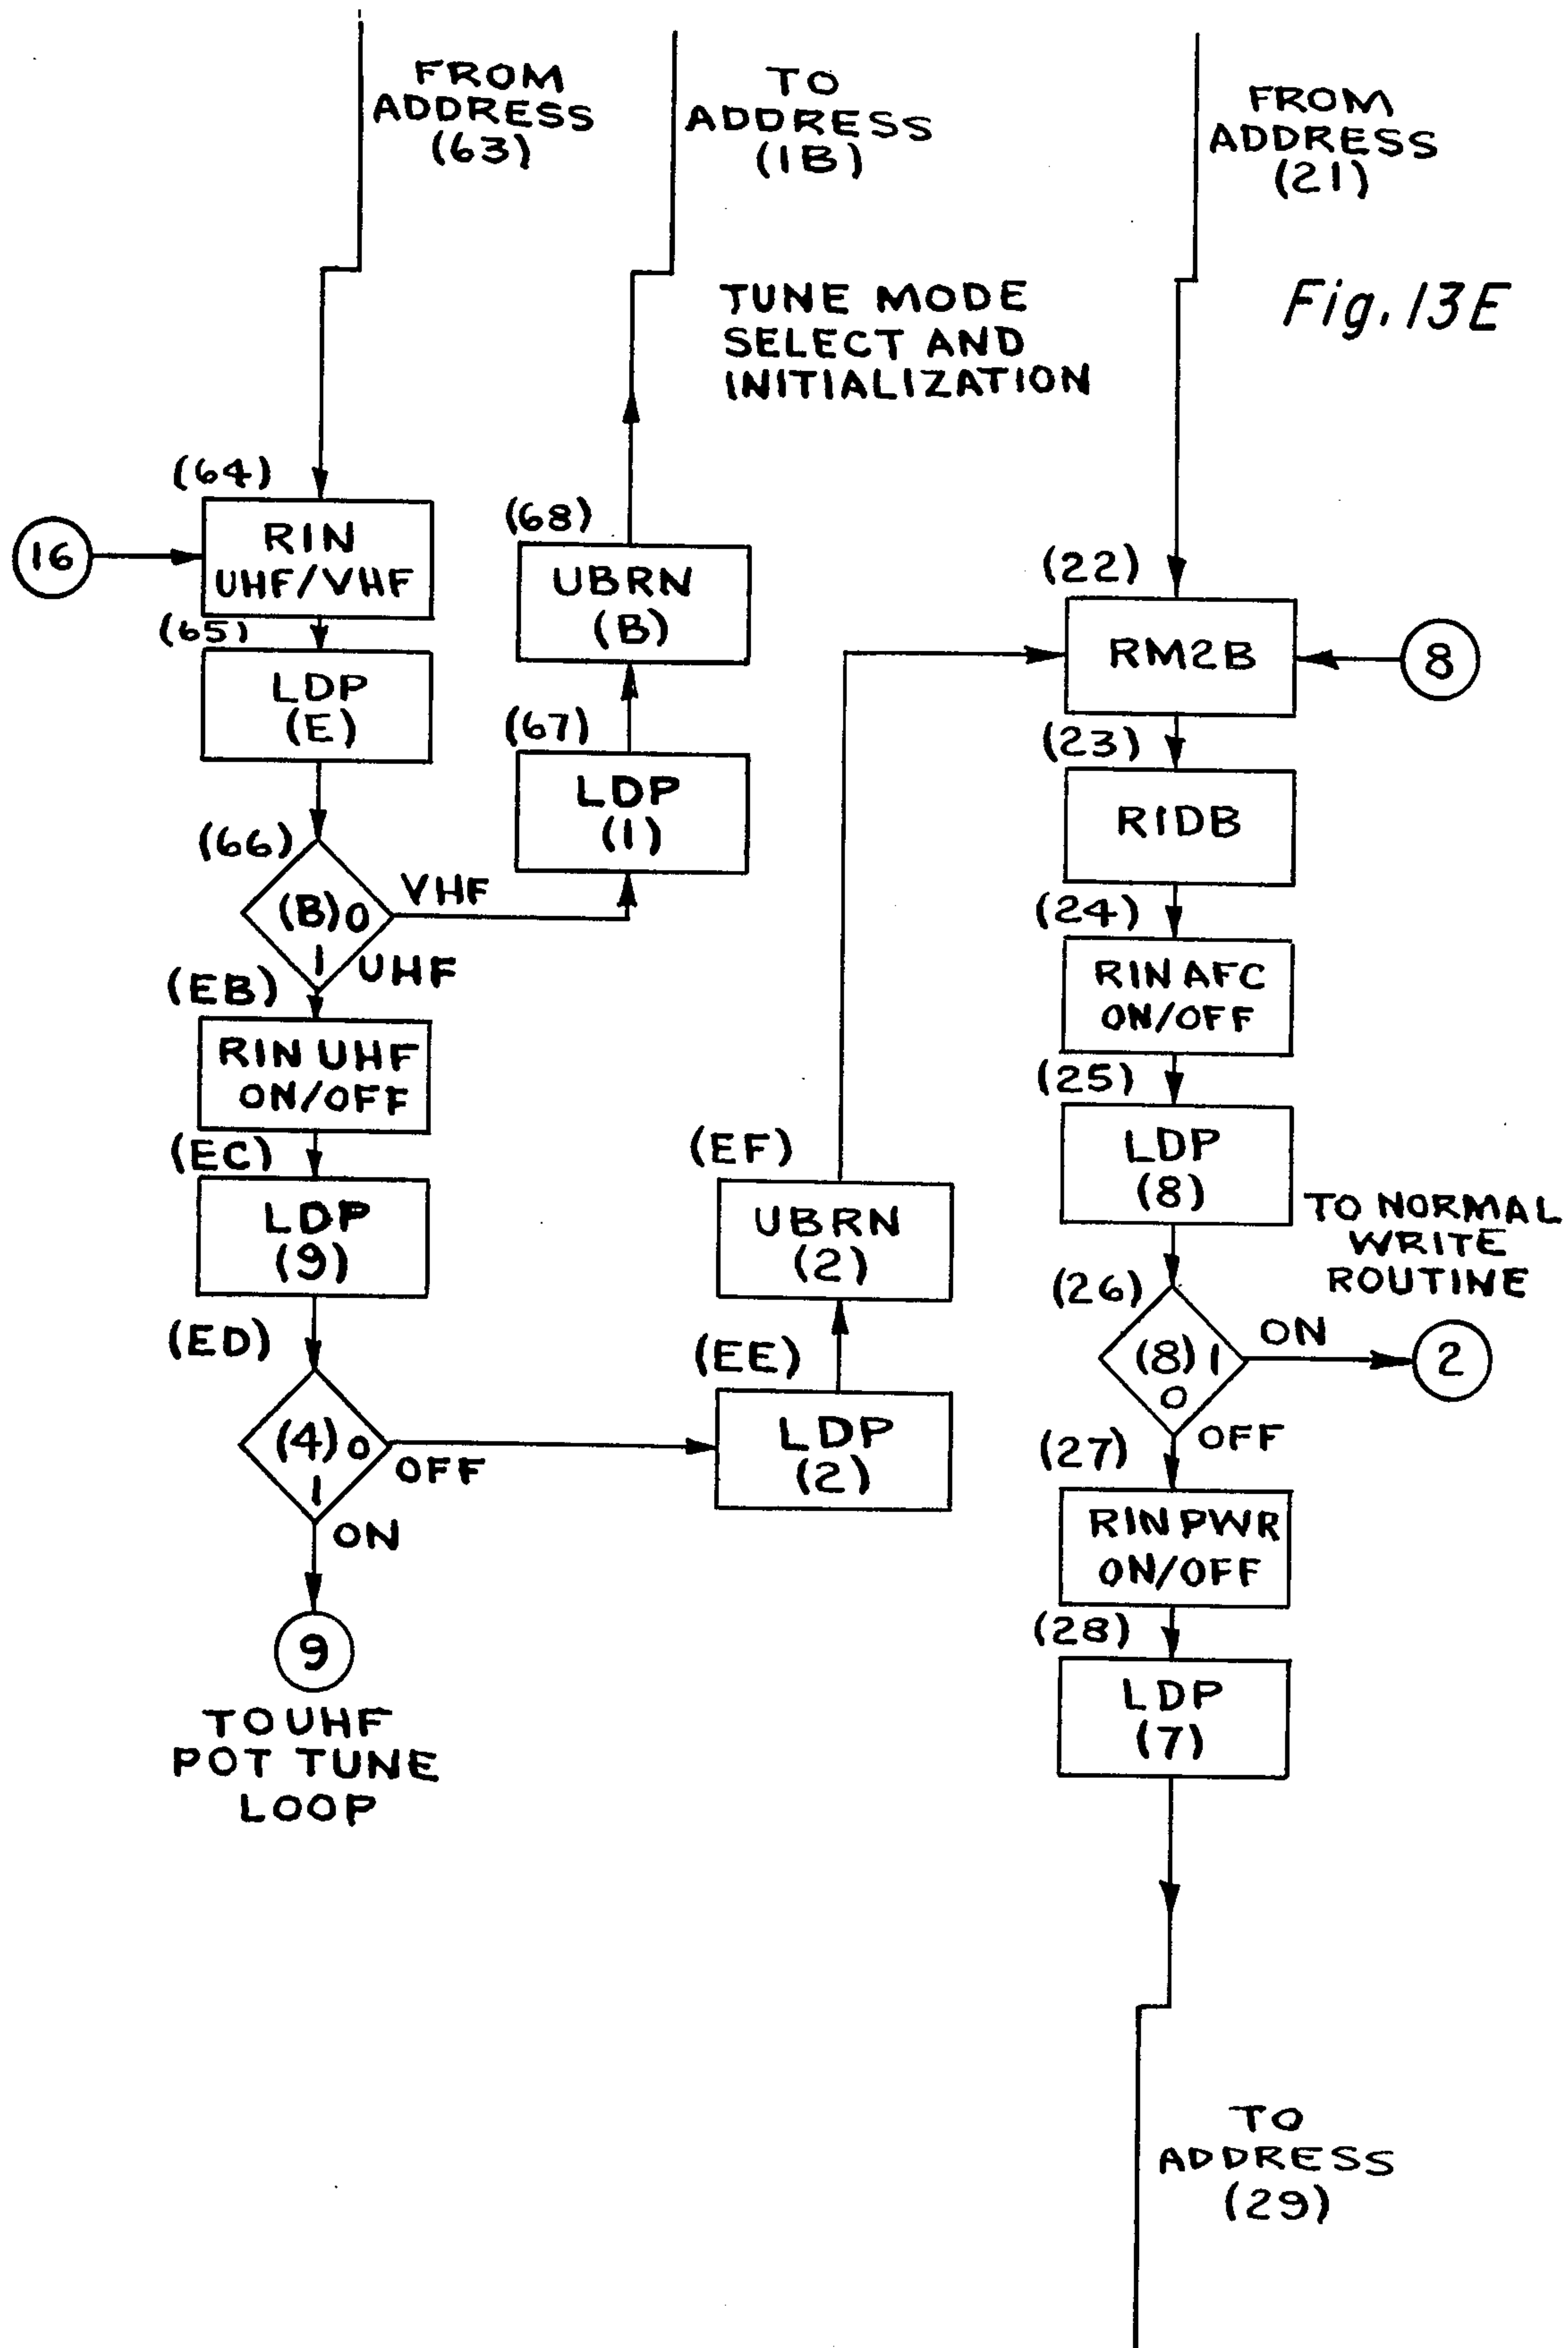 FROM
ADDRESS
(63)
TO
ADDRESS
(1B)
FROM
ADDRESS
(21)
Fig. 13E
TUNE MODE
SELECT AND
INITIALIZATION
(64)
16
RIN
UHF/VHF
(65)
LDP
(E)
(66)
(B) 0
1
VHF
UHF
(68)
UBRN
(B)
(67)
LDP
(1)
(EB)
RIN UHF
ON/OFF
(EC)
LDP
(9)
(ED)
(4) 0
1
OFF
ON
9
TO UHF
POT TUNE
LOOP
(EF)
UBRN
(2)
(EE)
LDP
(2)
(22)
RM2B
8
(23)
R1DB
(24)
RIN AFC
ON/OFF
(25)
LDP
(8)
TO NORMAL
WRITE
ROUTINE
(26)
(8) 1
0
ON
2
OFF
(27)
RIN PWR
ON/OFF
(28)
LDP
(7)
TO
ADDRESS
(29)